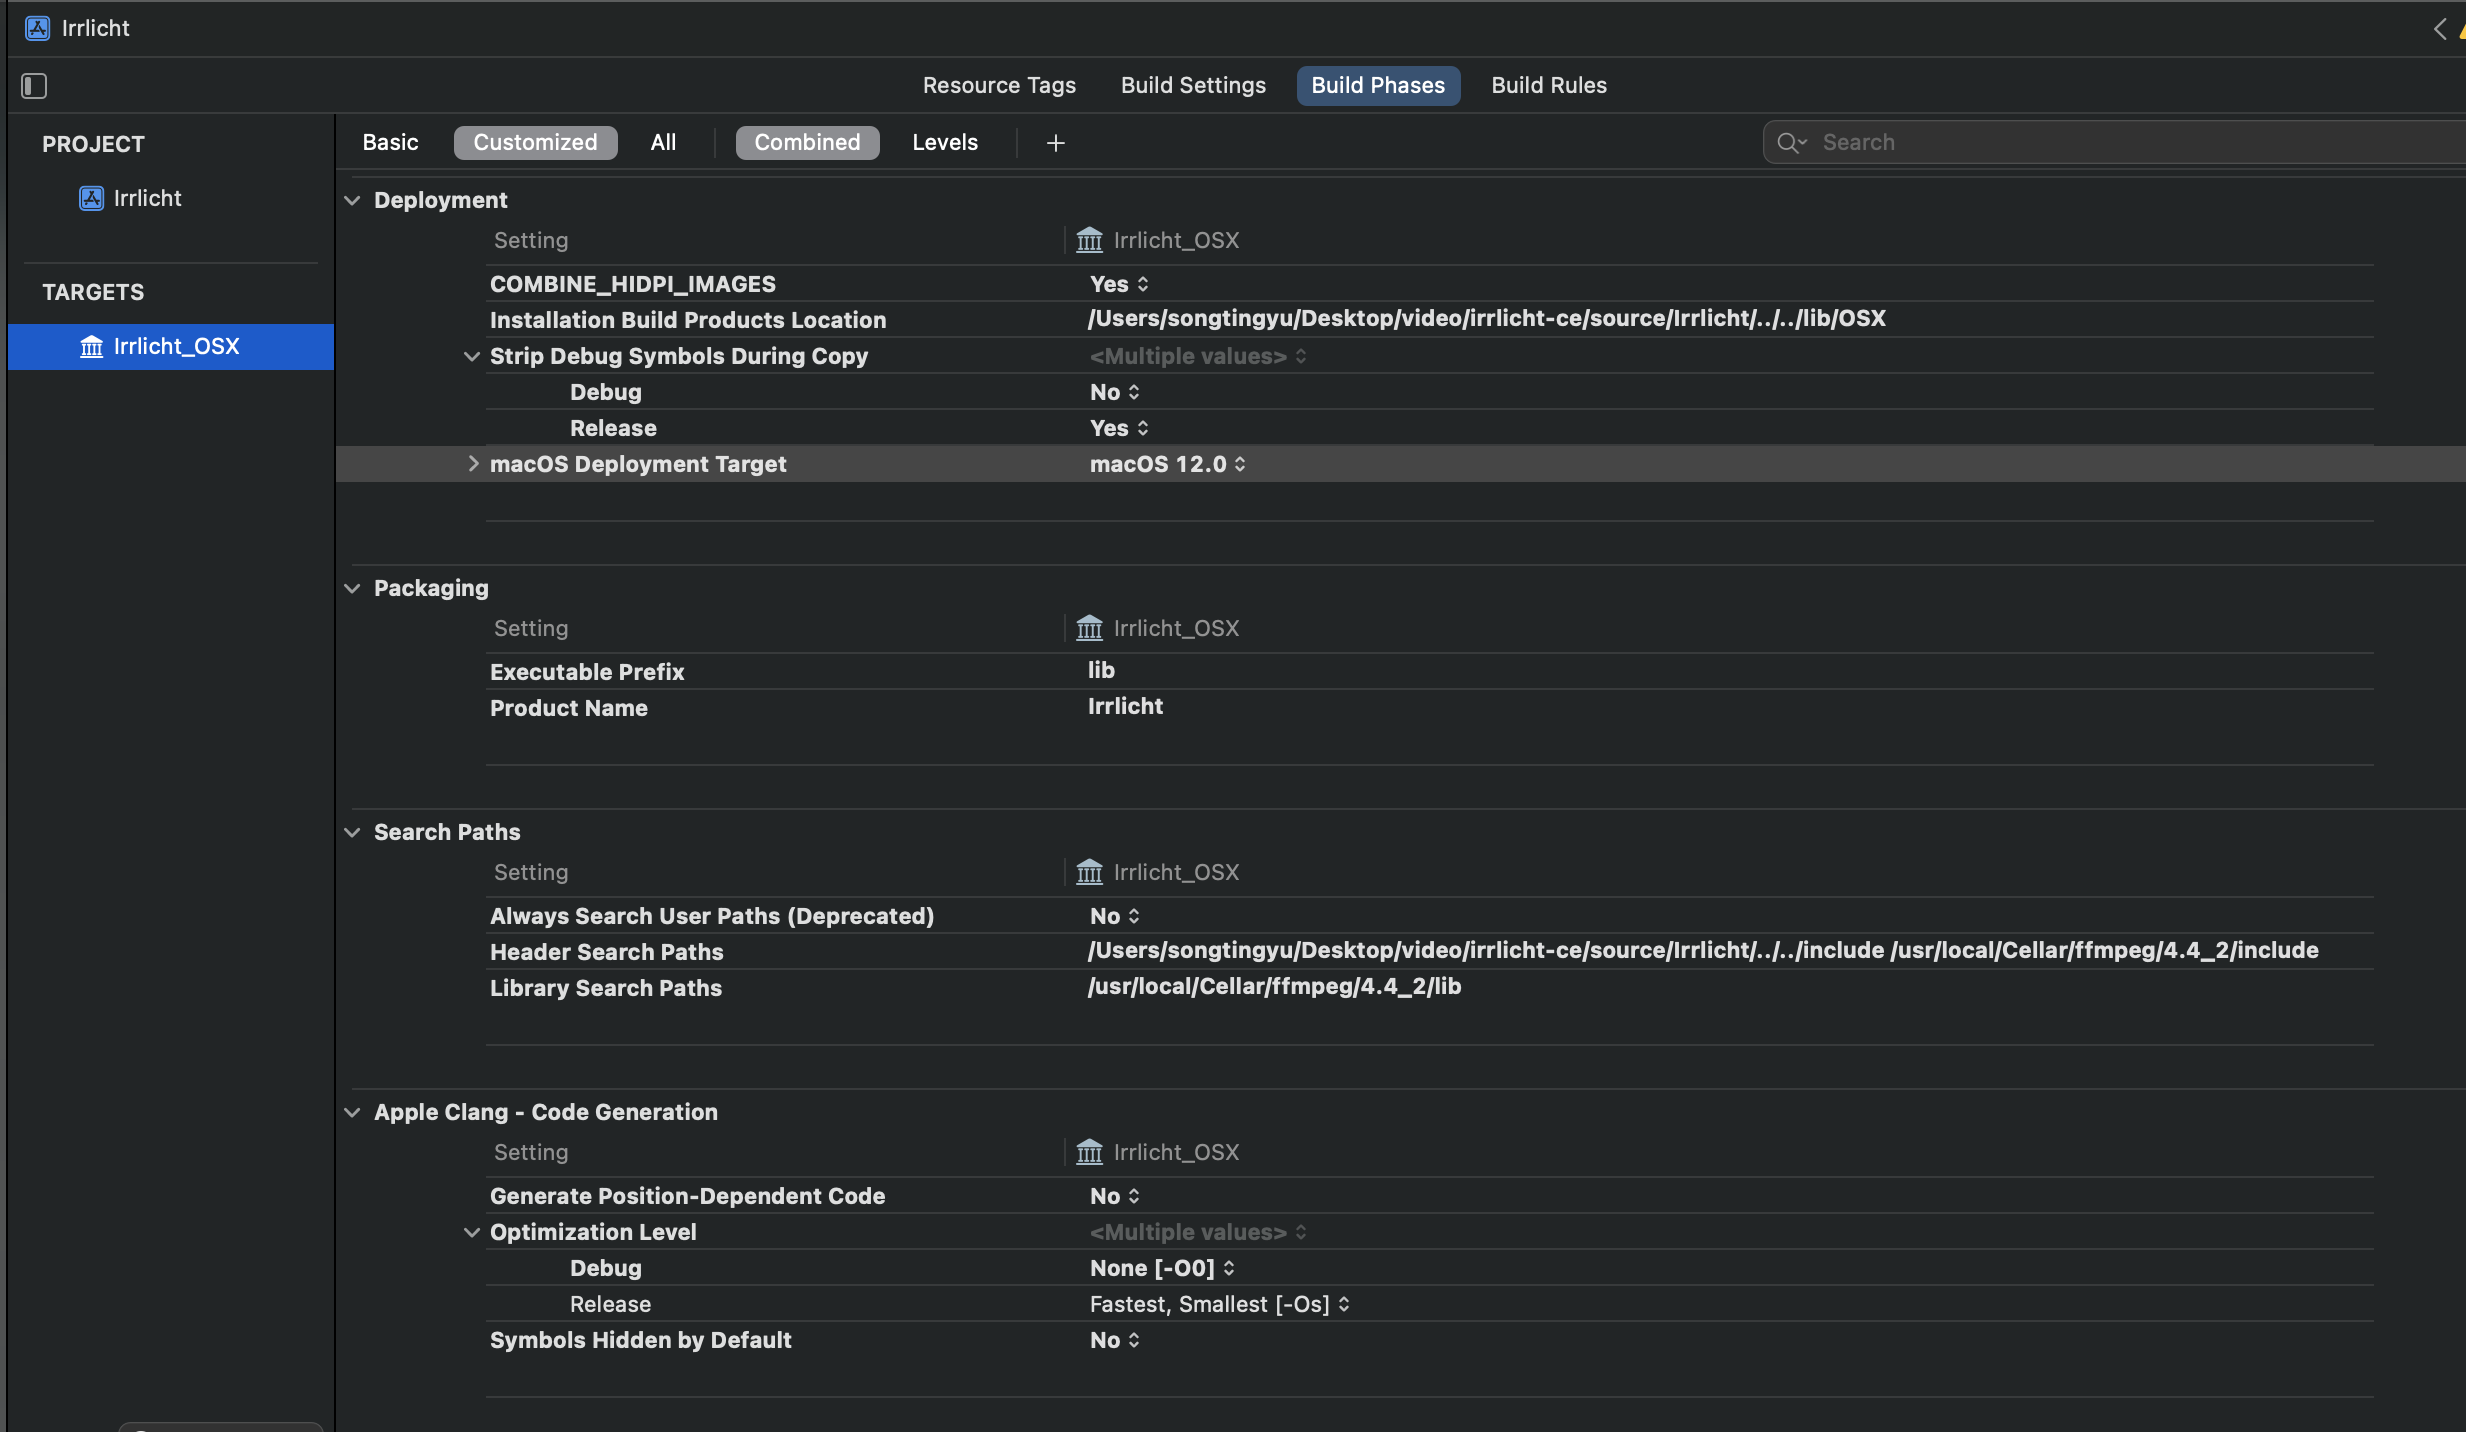 Irrlicht
Resource Tags Build Settings Build Phases Build Rules
PROJECT
Irrlicht
TARGETS
Irrlicht_OSX
Basic Customized All Combined Levels + Search
Deployment
Setting Irrlicht_OSX
COMBINE_HIDPI_IMAGES Yes
Installation Build Products Location /Users/songtingyu/Desktop/video/irrlicht-ce/source/Irrlicht/../../lib/OSX
Strip Debug Symbols During Copy <Multiple values>
Debug No
Release Yes
macOS Deployment Target macOS 12.0
Packaging
Setting Irrlicht_OSX
Executable Prefix lib
Product Name Irrlicht
Search Paths
Setting Irrlicht_OSX
Always Search User Paths (Deprecated) No
Header Search Paths /Users/songtingyu/Desktop/video/irrlicht-ce/source/Irrlicht/../../include /usr/local/Cellar/ffmpeg/4.4_2/include
Library Search Paths /usr/local/Cellar/ffmpeg/4.4_2/lib
Apple Clang - Code Generation
Setting Irrlicht_OSX
Generate Position-Dependent Code No
Optimization Level <Multiple values>
Debug None [-O0]
Release Fastest, Smallest [-Os]
Symbols Hidden by Default No